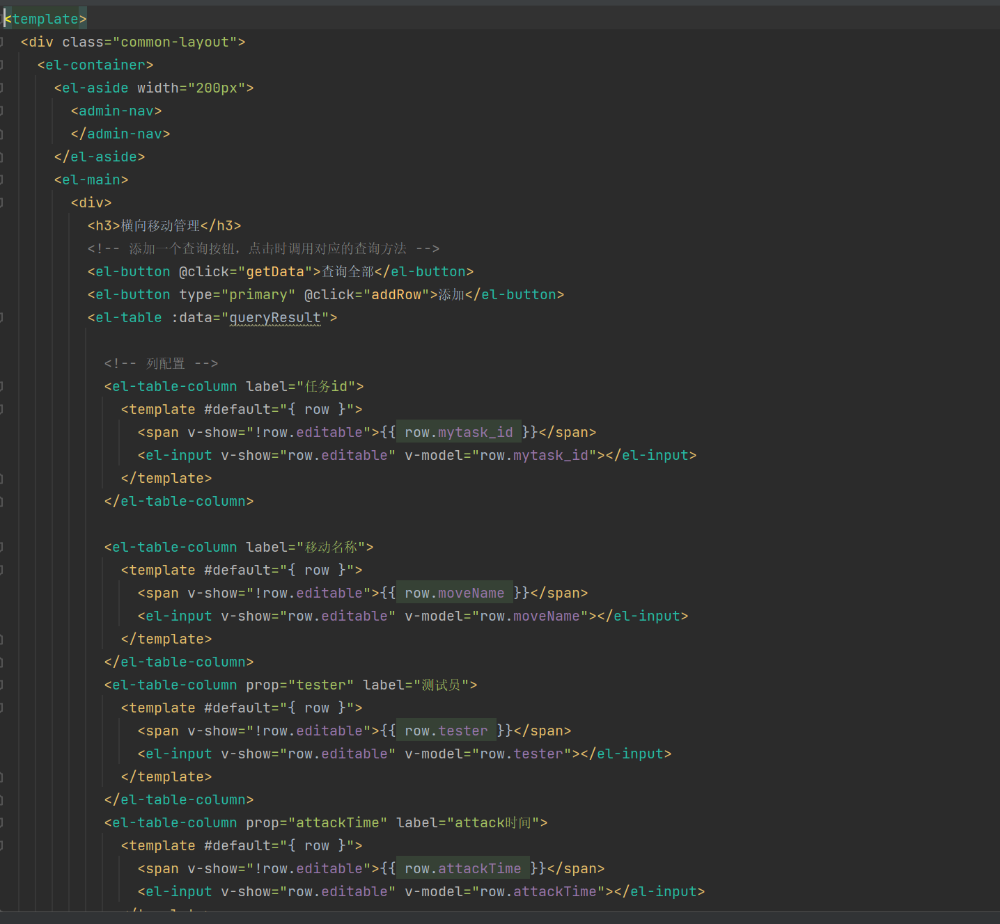 <template>
<div class="common-layout">
<el-container>
<el-aside width="200px">
<admin-nav>
</admin-nav>
</el-aside>
<el-main>
<div>
<h3>横向移动管理</h3>
<!-- 添加一个查询按钮，点击时调用对应的查询方法 -->
<el-button @click="getData">查询全部</el-button>
<el-button type="primary" @click="addRow">添加</el-button>
<el-table :data="queryResult">
<!-- 列配置 -->
<el-table-column label="任务id">
<template #default="{ row }">
<span v-show="!row.editable">{{ row.mytask_id }}</span>
<el-input v-show="row.editable" v-model="row.mytask_id"></el-input>
</template>
</el-table-column>
<el-table-column label="移动名称">
<template #default="{ row }">
<span v-show="!row.editable">{{ row.moveName }}</span>
<el-input v-show="row.editable" v-model="row.moveName"></el-input>
</template>
</el-table-column>
<el-table-column prop="tester" label="测试员">
<template #default="{ row }">
<span v-show="!row.editable">{{ row.tester }}</span>
<el-input v-show="row.editable" v-model="row.tester"></el-input>
</template>
</el-table-column>
<el-table-column prop="attackTime" label="attack时间">
<template #default="{ row }">
<span v-show="!row.editable">{{ row.attackTime }}</span>
<el-input v-show="row.editable" v-model="row.attackTime"></el-input>